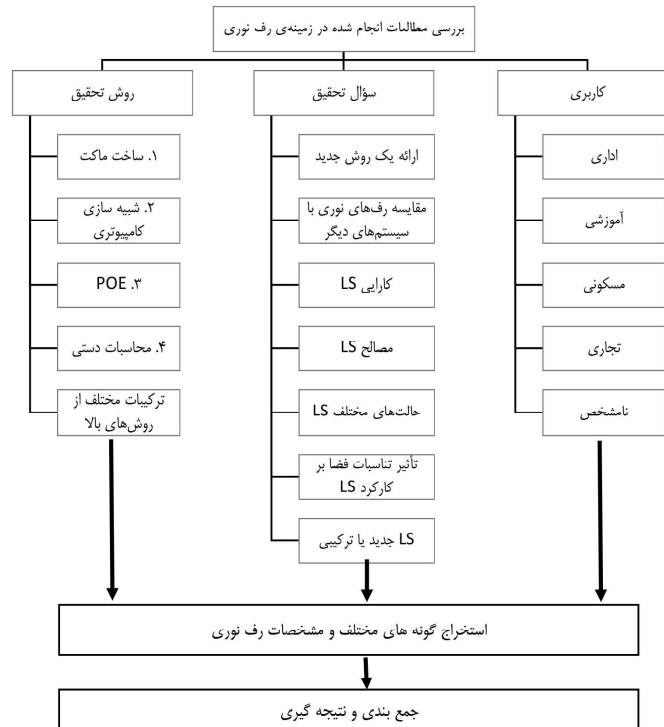 بررسی مطالعات انجام شده در زمینه‌ی رف نوری
کاربری
اداری
آموزشی
مسکونی
تجاری
نامشخص
سؤال تحقیق
ارائه یک روش جدید
مقایسه رف‌های نوری با
سیستم‌های دیگر
کارایی LS
مصالح LS
حالت‌های مختلف LS
تأثیر تناسبات فضا بر
کارکرد LS
LS جدید یا ترکیبی
روش تحقیق
۱. ساخت ماکت
۲. شبیه سازی
کامپیوتری
۳. POE
۴. محاسبات دستی
ترکیبات مختلف از
روش‌های بالا
استخراج گونه های مختلف و مشخصات رف نوری
جمع بندی و نتیجه گیری